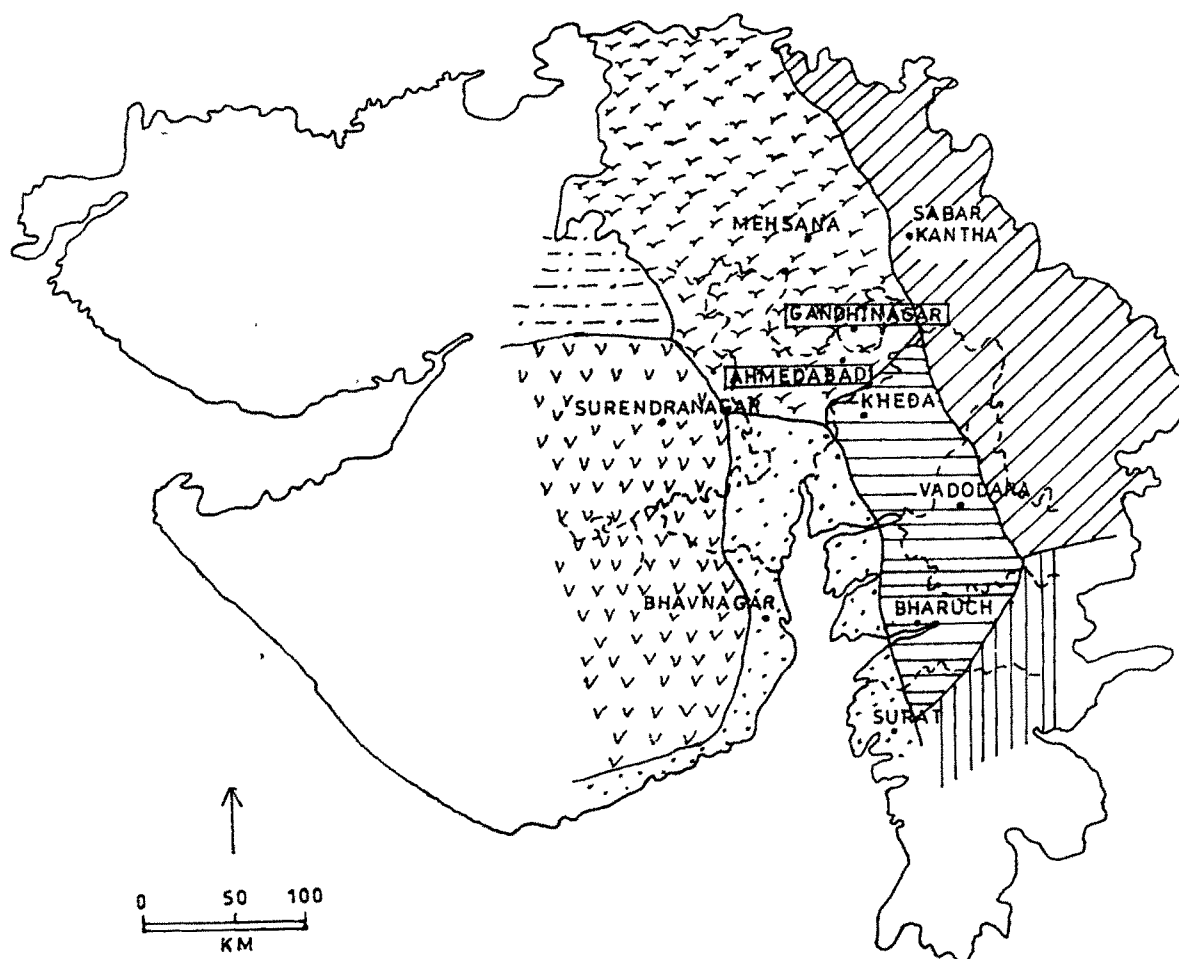 MEHSANA
SABAR
KANTHA
GANDHINAGAR
AHMEDABAD
KHEDA
SURENDRANAGAR
VADODARA
BHAVNAGAR
BHARUCH
SURAT
0 50 100
KM